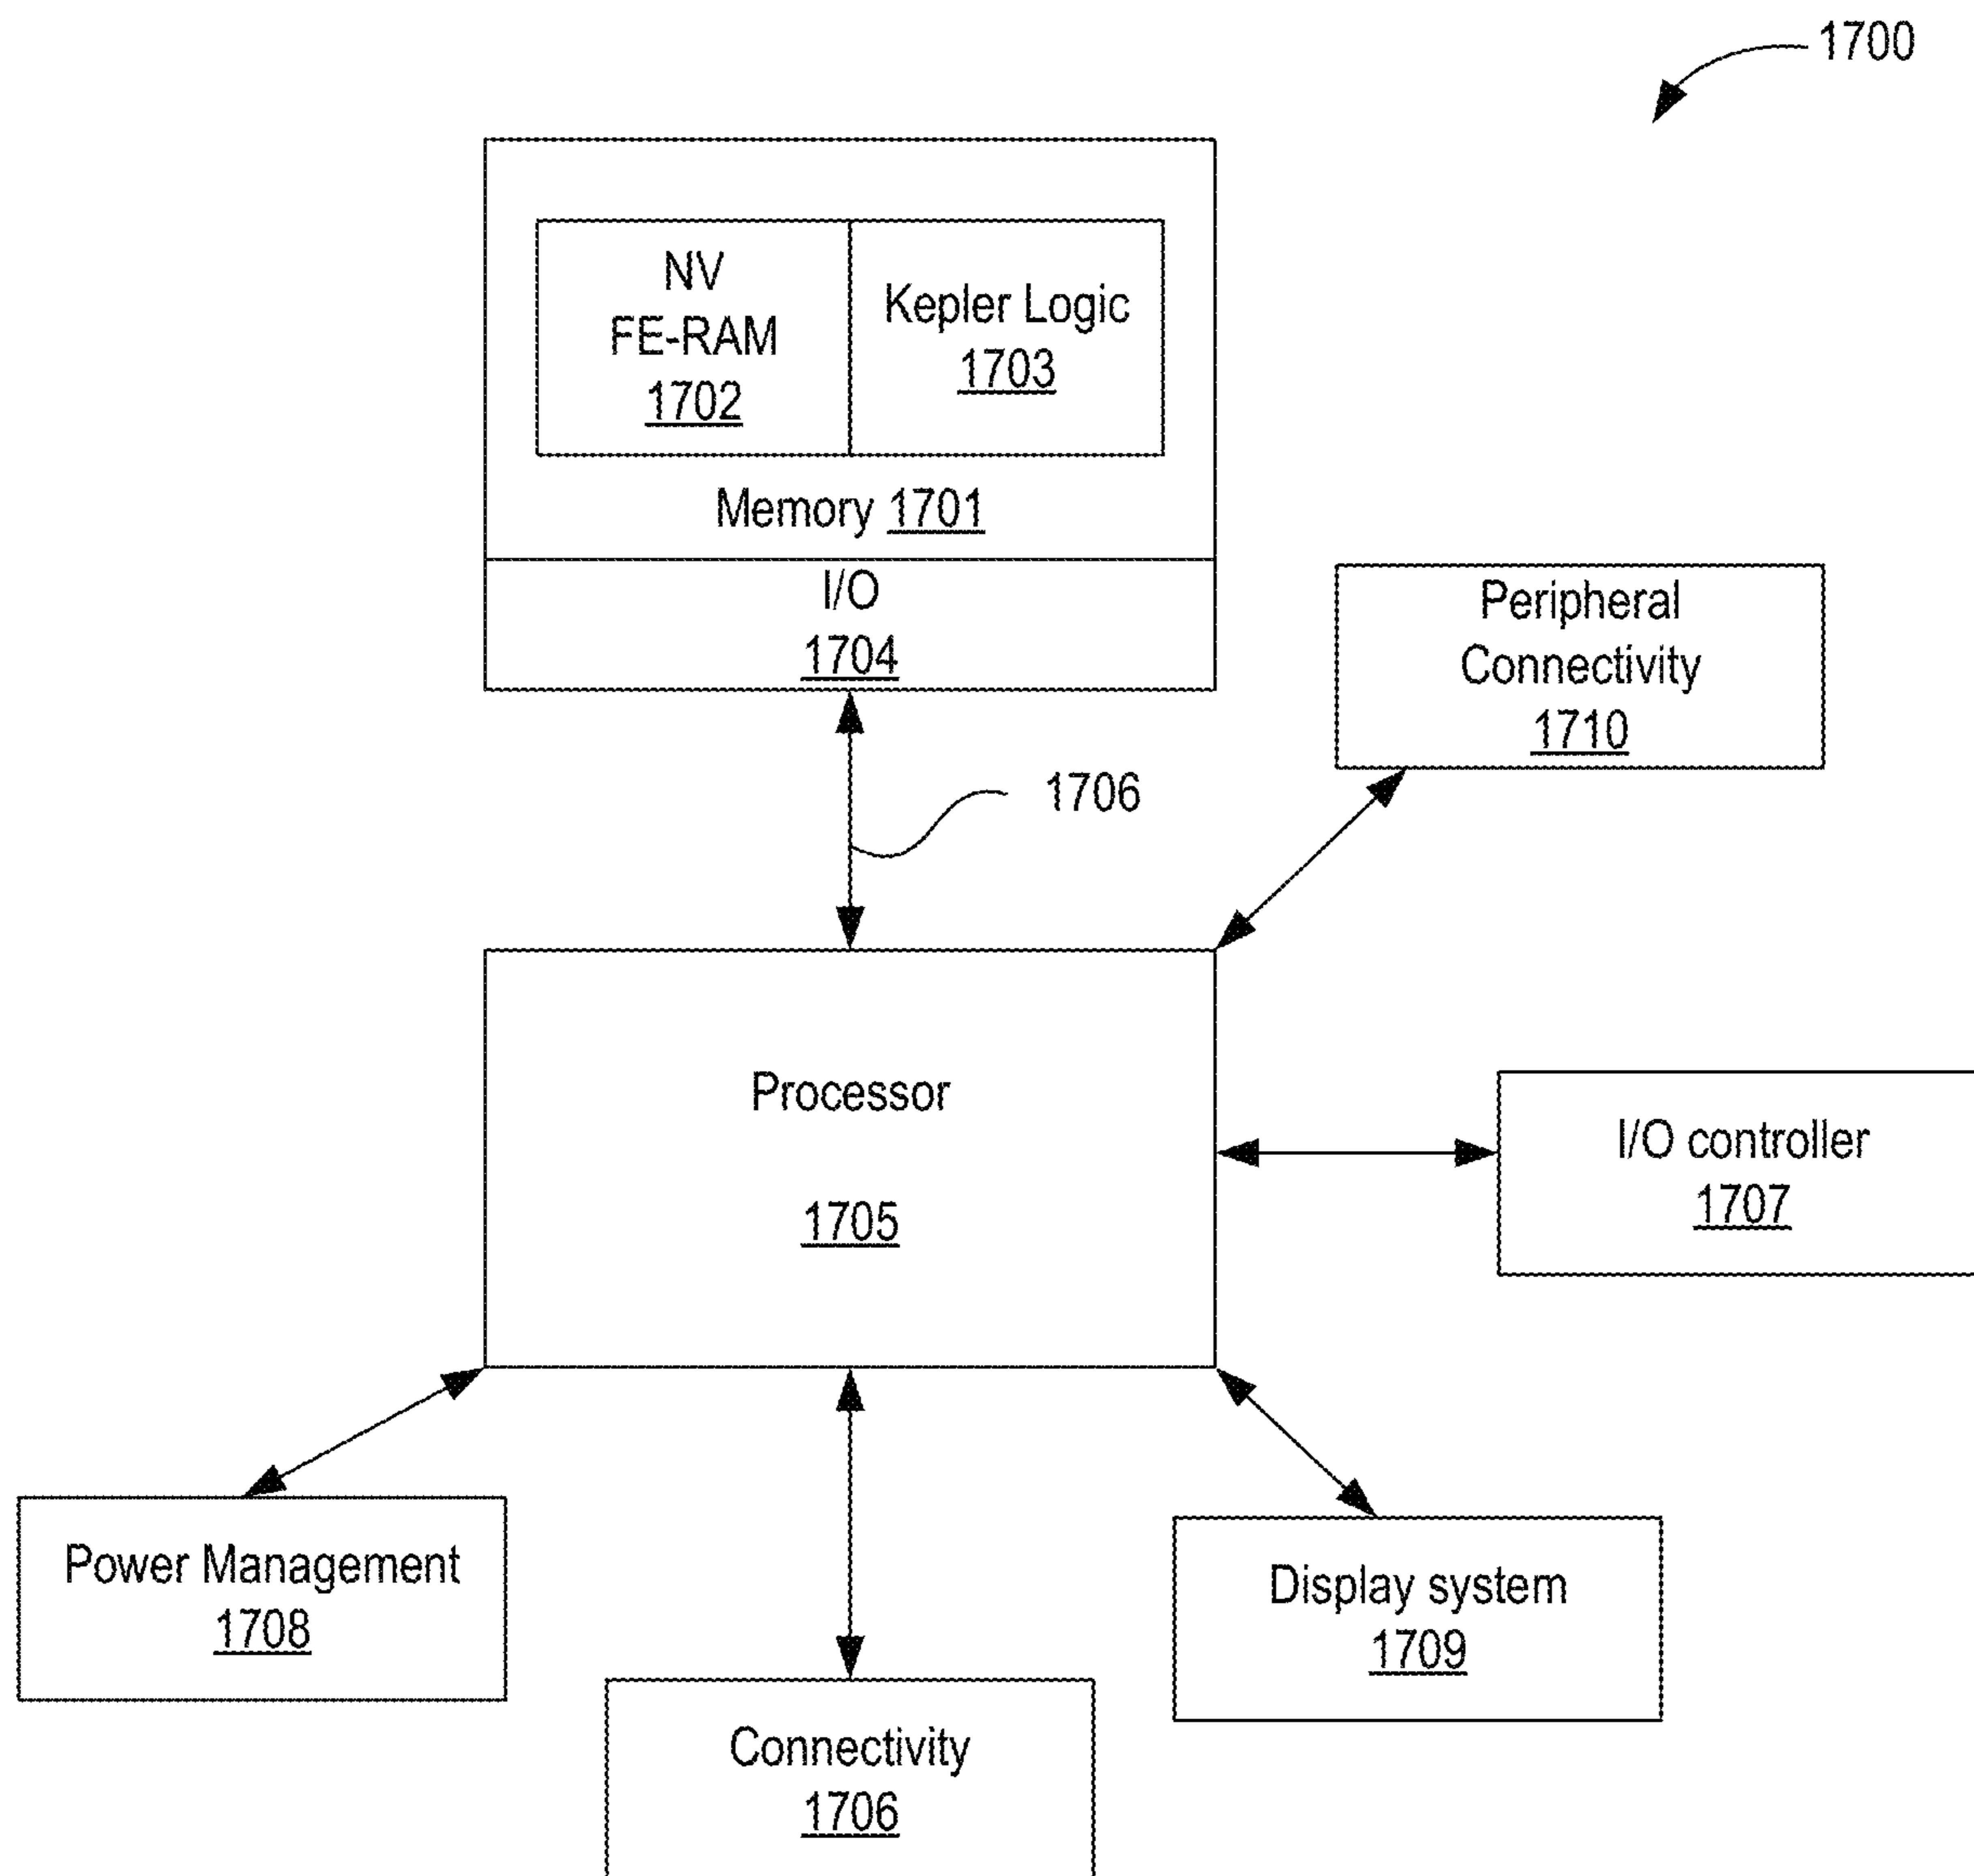 1700
NV
FE-RAM
1702
Kepler Logic
1703
Memory 1701
I/O
1704
Peripheral
Connectivity
1710
1706
Processor
1705
I/O controller
1707
Power Management
1708
Display system
1709
Connectivity
1706